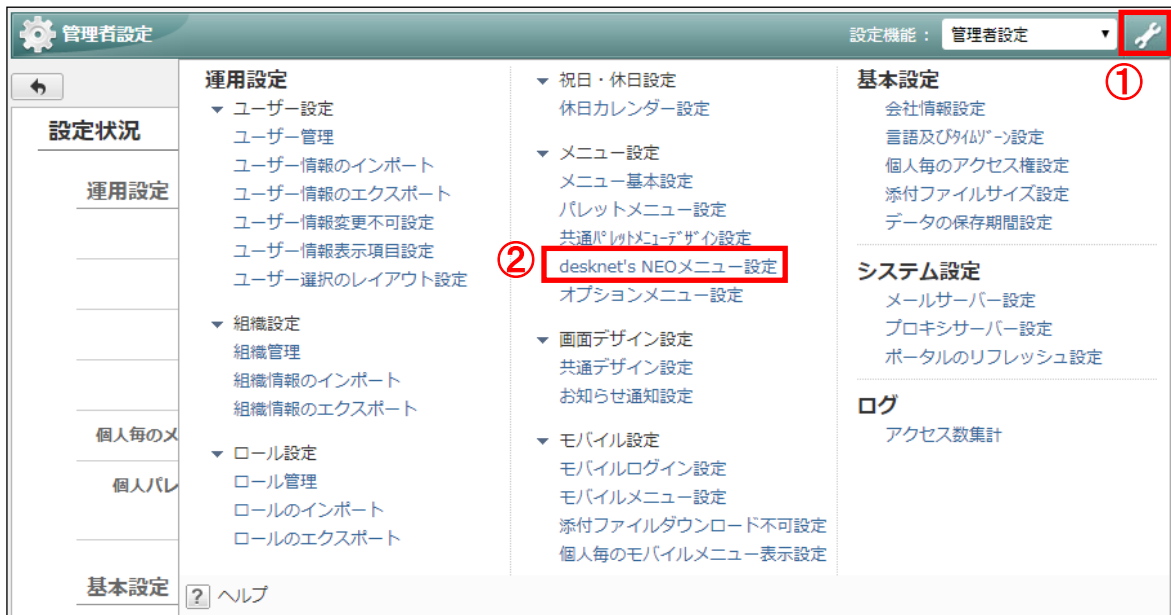 管理者設定
設定機能： 管理者設定
①
設定状況
運用設定
個人毎のメ
個人パレ
基本設定
運用設定
ユーザー設定
ユーザー管理
ユーザー情報のインポート
ユーザー情報のエクスポート
ユーザー情報変更不可設定
ユーザー情報表示項目設定
ユーザー選択のレイアウト設定
組織設定
組織管理
組織情報のインポート
組織情報のエクスポート
ロール設定
ロール管理
ロールのインポート
ロールのエクスポート
祝日・休日設定
休日カレンダー設定
メニュー設定
メニュー基本設定
パレットメニュー設定
共通ﾊﾟﾚｯﾄﾒﾆｭｰﾃﾞｻﾞｲﾝ設定
②
desknet's NEOメニュー設定
オプションメニュー設定
画面デザイン設定
共通デザイン設定
お知らせ通知設定
モバイル設定
モバイルログイン設定
モバイルメニュー設定
添付ファイルダウンロード不可設定
個人毎のモバイルメニュー表示設定
基本設定
会社情報設定
言語及びﾀｲﾑｿﾞｰﾝ設定
個人毎のアクセス権設定
添付ファイルサイズ設定
データの保存期間設定
システム設定
メールサーバー設定
プロキシサーバー設定
ポータルのリフレッシュ設定
ログ
アクセス数集計
? ヘルプ